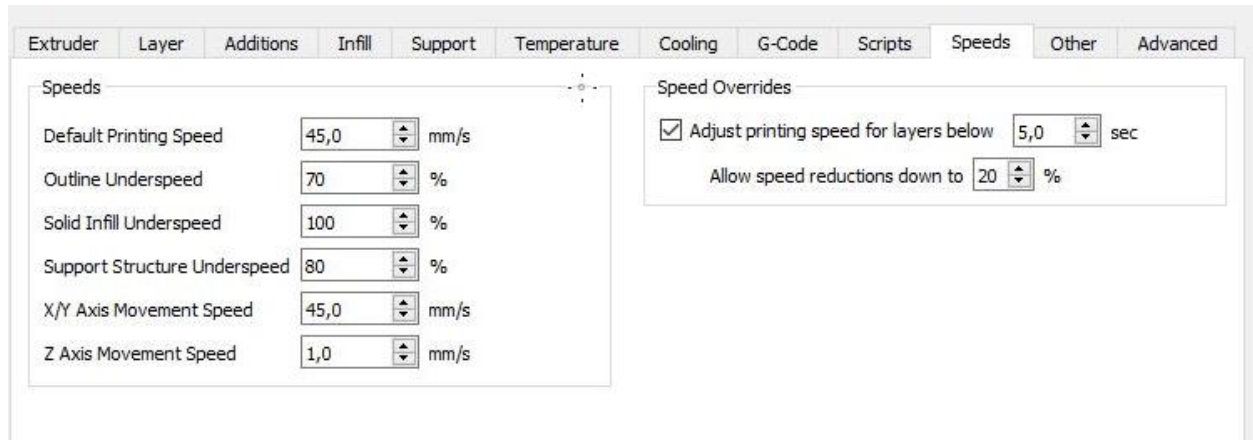 Extruder Layer Additions Infill Support Temperature Cooling G-Code Scripts Speeds Other Advanced
Speeds
Default Printing Speed 45,0 mm/s
Outline Underspeed 70 %
Solid Infill Underspeed 100 %
Support Structure Underspeed 80 %
X/Y Axis Movement Speed 45,0 mm/s
Z Axis Movement Speed 1,0 mm/s
Speed Overrides
Adjust printing speed for layers below 5,0 sec
Allow speed reductions down to 20 %